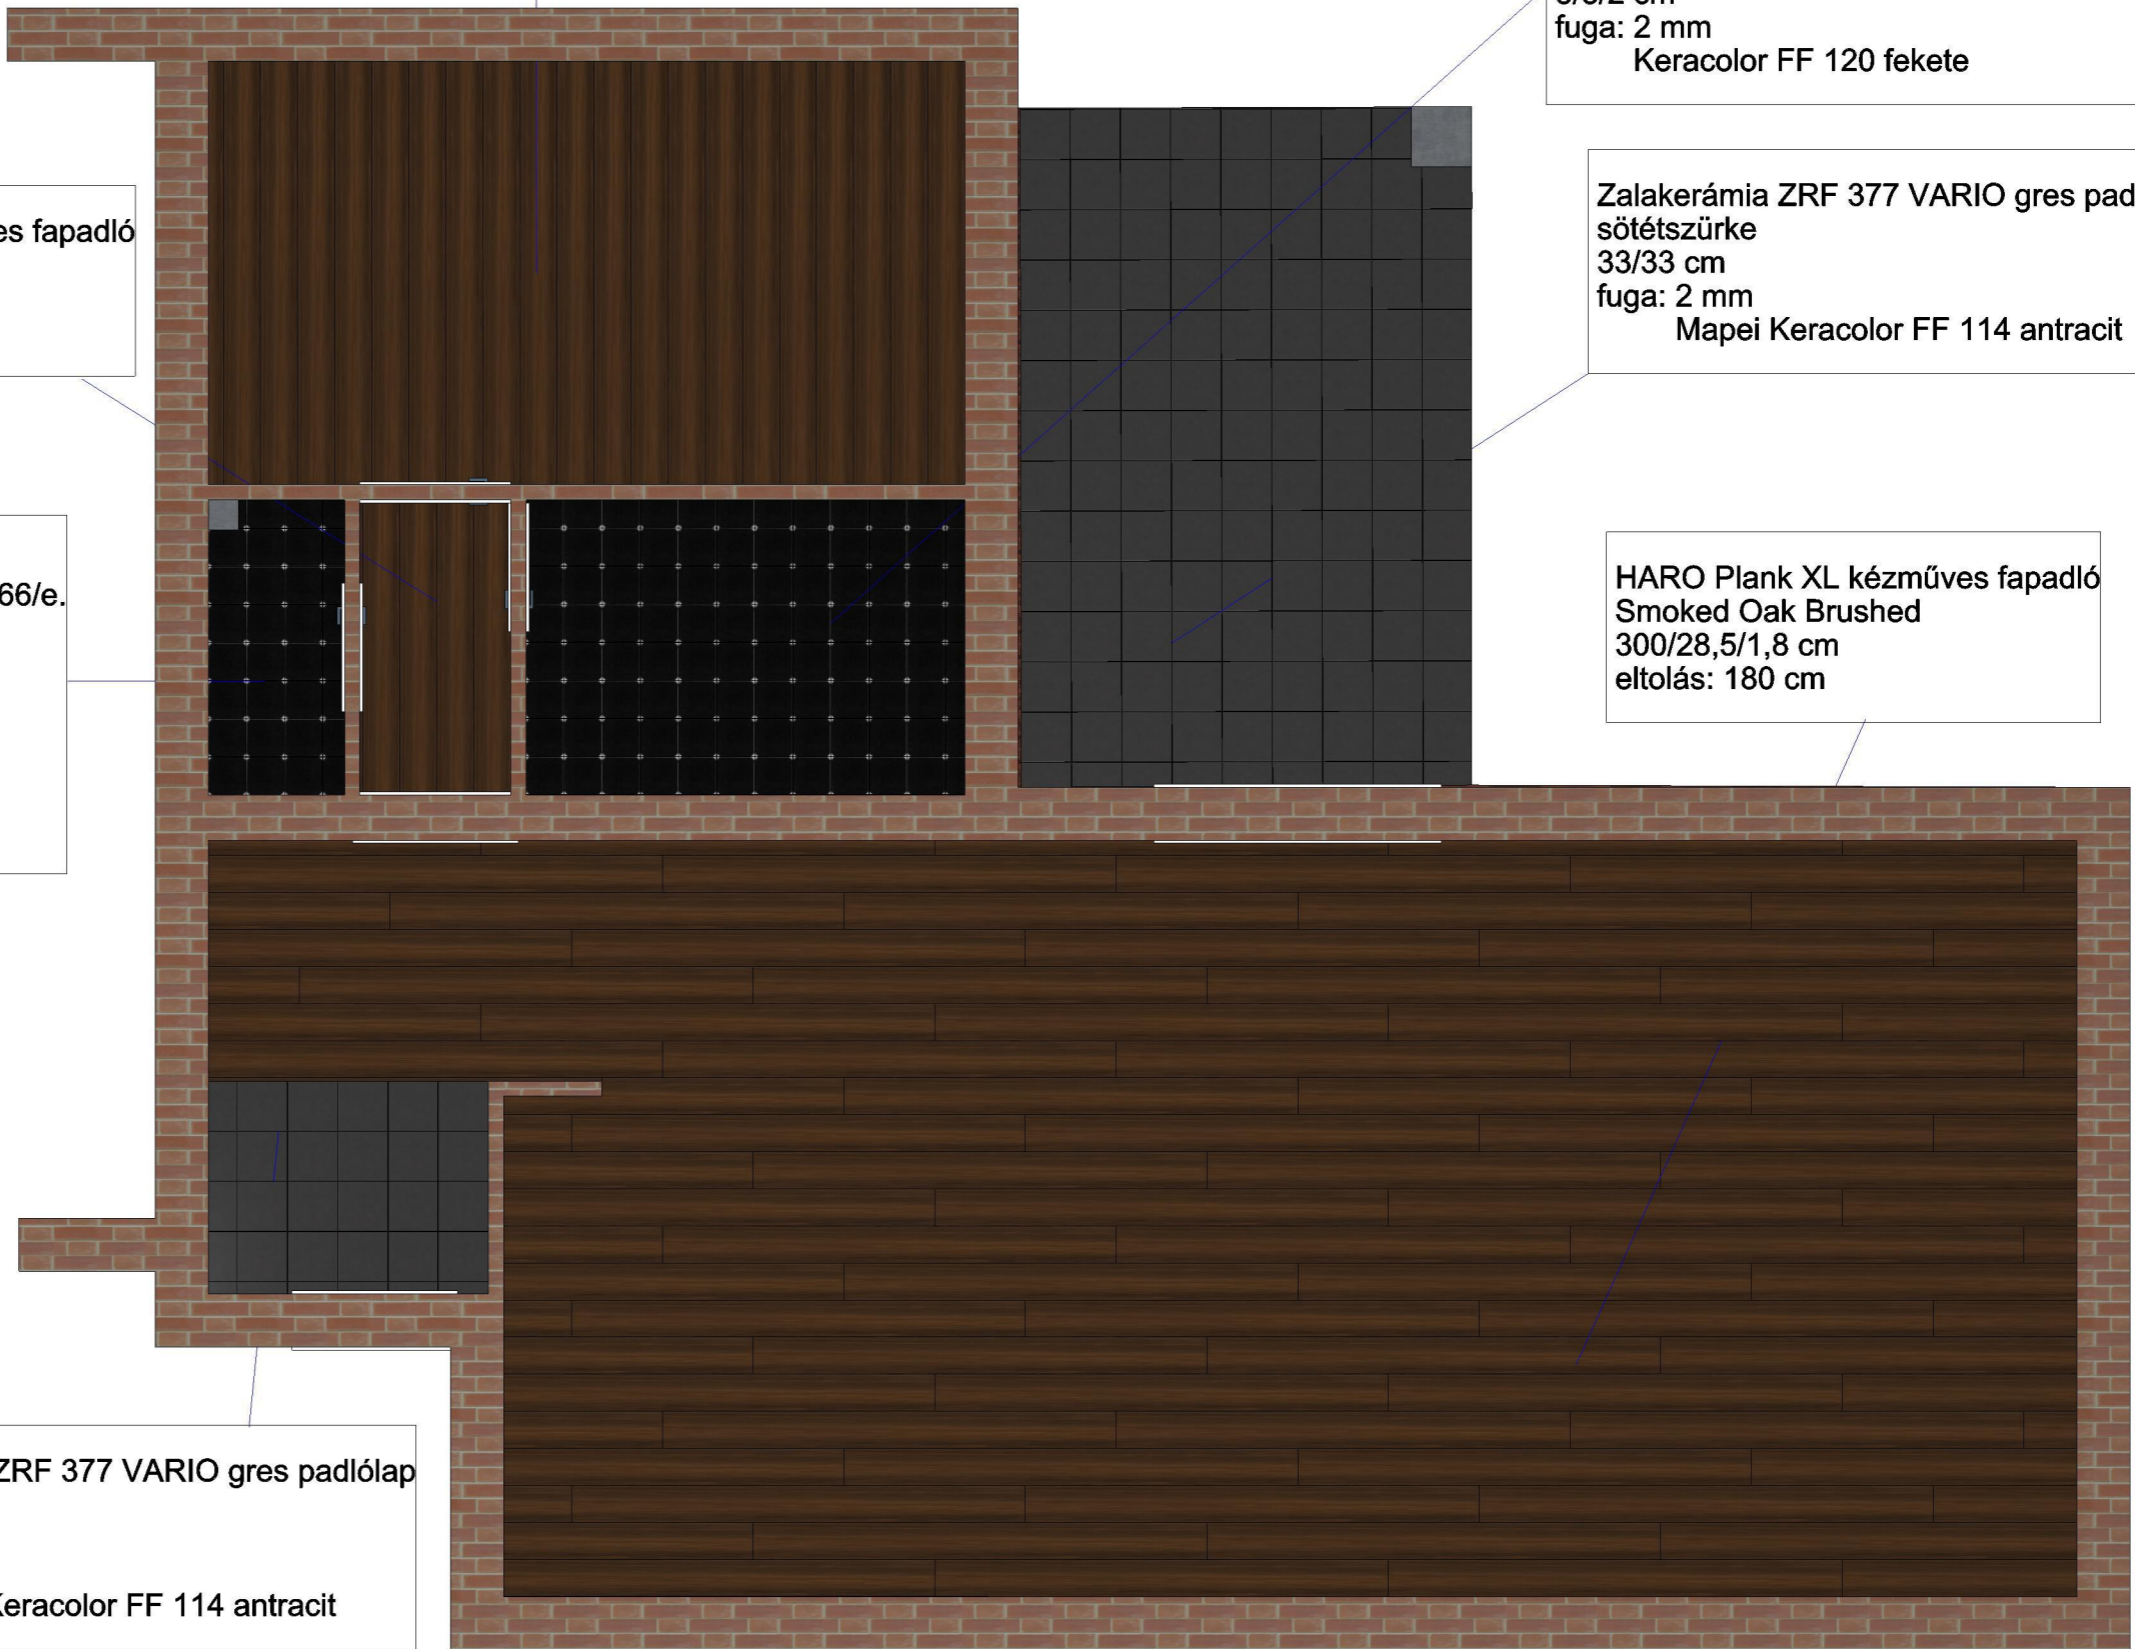 fuga: 2 mm
Keracolor FF 120 fekete
Zalakerámia ZRF 377 VARIO gres pad
sötétszürke
33/33 cm
fuga: 2 mm
Mapei Keracolor FF 114 antracit
es fapadló
66/e.
HARO Plank XL kézműves fapadló
Smoked Oak Brushed
300/28,5/1,8 cm
eltolás: 180 cm
ZRF 377 VARIO gres padlólap
Keracolor FF 114 antracit